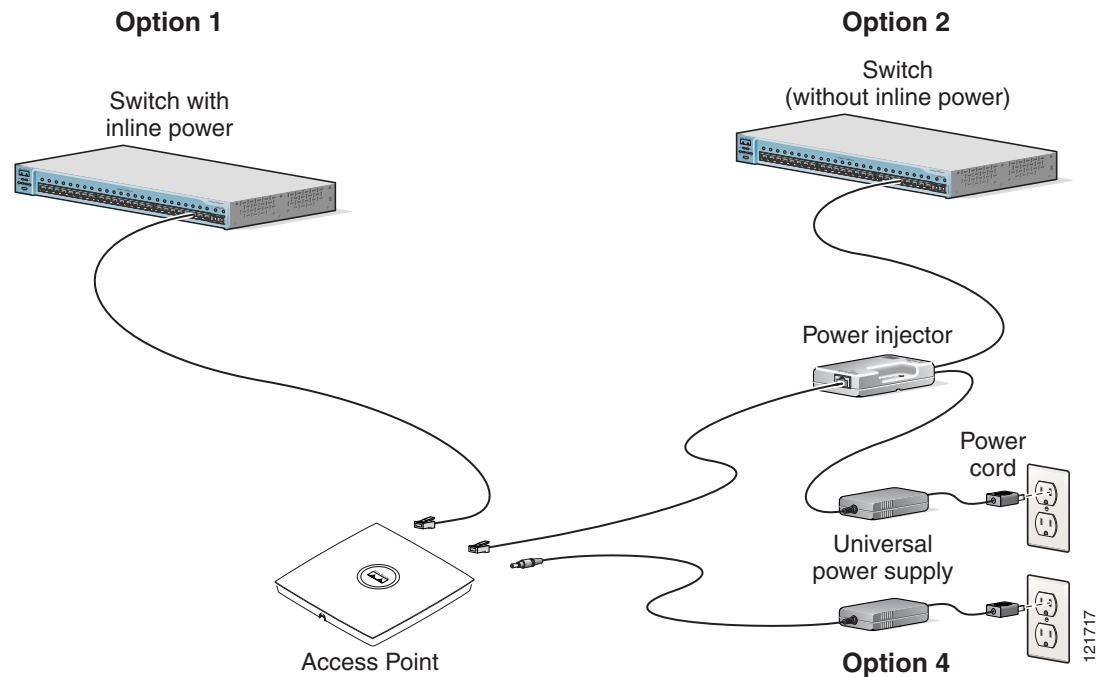 Option 1
Option 2
Switch with
inline power
Switch
(without inline power)
Power injector
Power
cord
Universal
power supply
Access Point
Option 4
121717